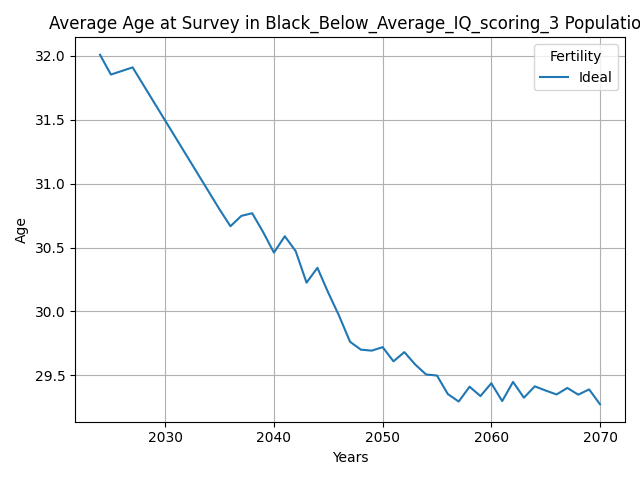 Average Age at Survey in Black_Below_Average_IQ_scoring_3 Populatio
Fertility
Ideal
32.0
31.5
31.0
30.5
30.0
29.5
Age
2030 2040 2050 2060 2070
Years